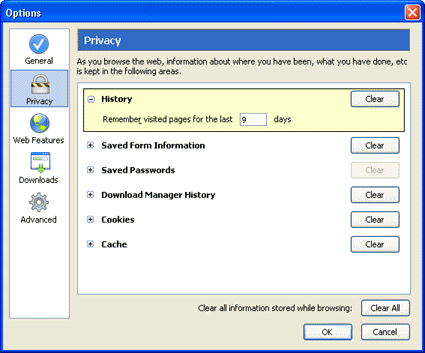 Options
General
Privacy
Web Features
Downloads
Advanced
Privacy
As you browse the web, information about where you have been, what you have done, etc
is kept in the following areas.
History Clear
Remember visited pages for the last 9 days
Saved Form Information Clear
Saved Passwords Clear
Download Manager History Clear
Cookies Clear
Cache Clear
Clear all information stored while browsing: Clear All
OK Cancel